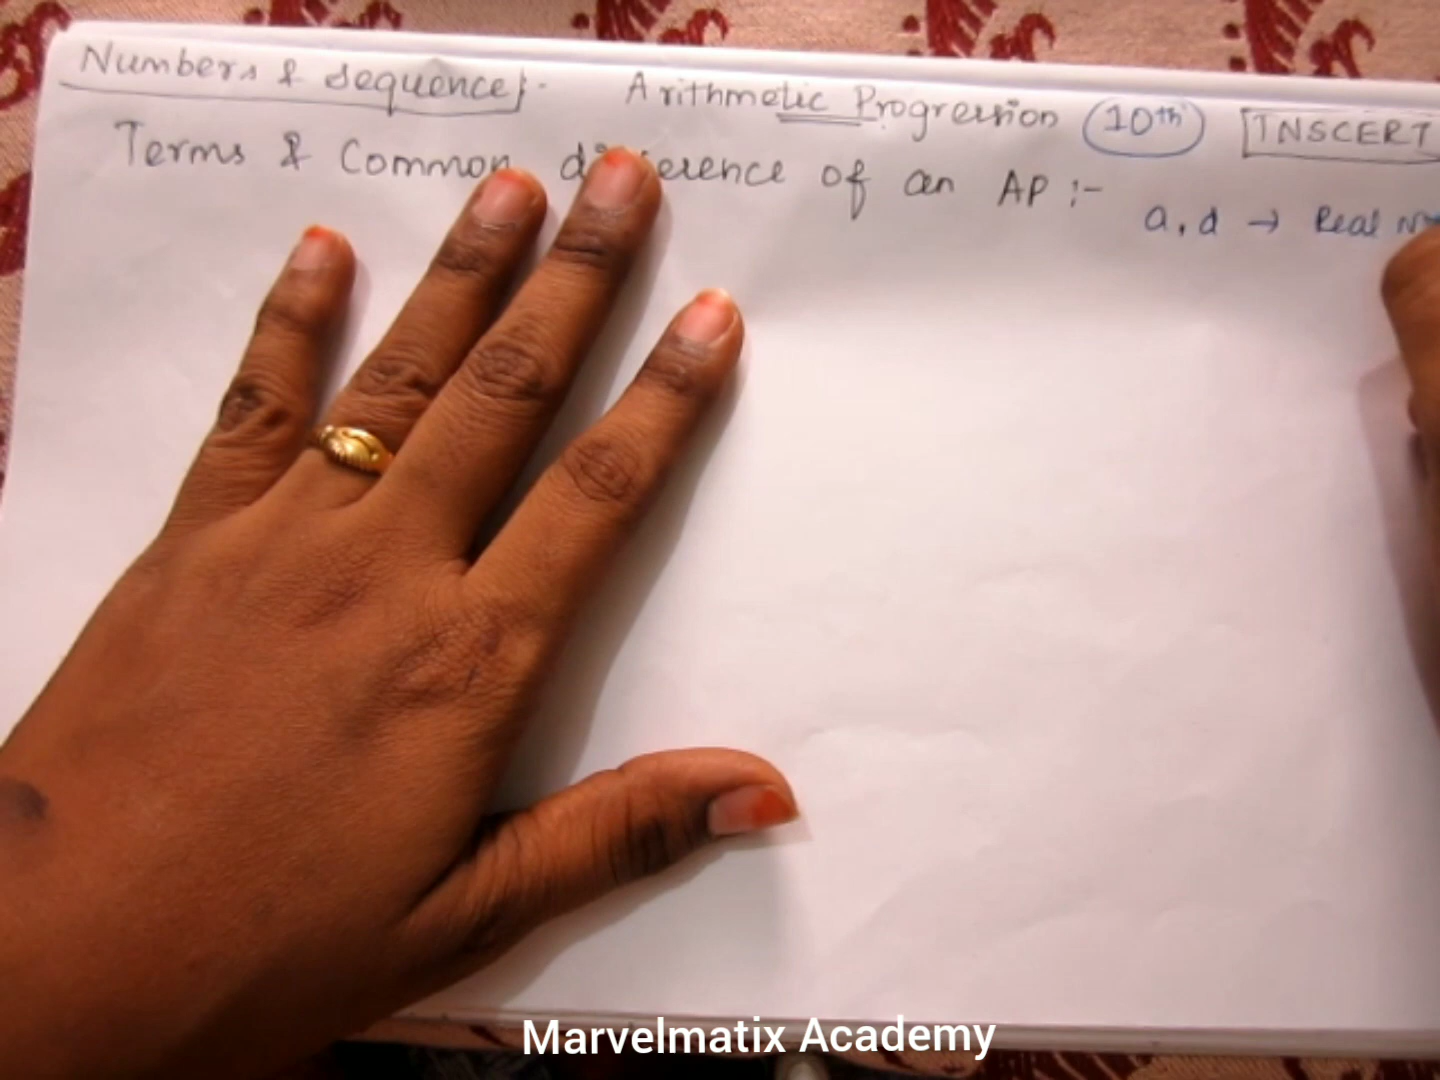 Numbers & Sequence:- Arithmetic Progression 10th TNSCERT
Terms & Common difference of an AP :-
a, d → Real
Marvelmatix Academy